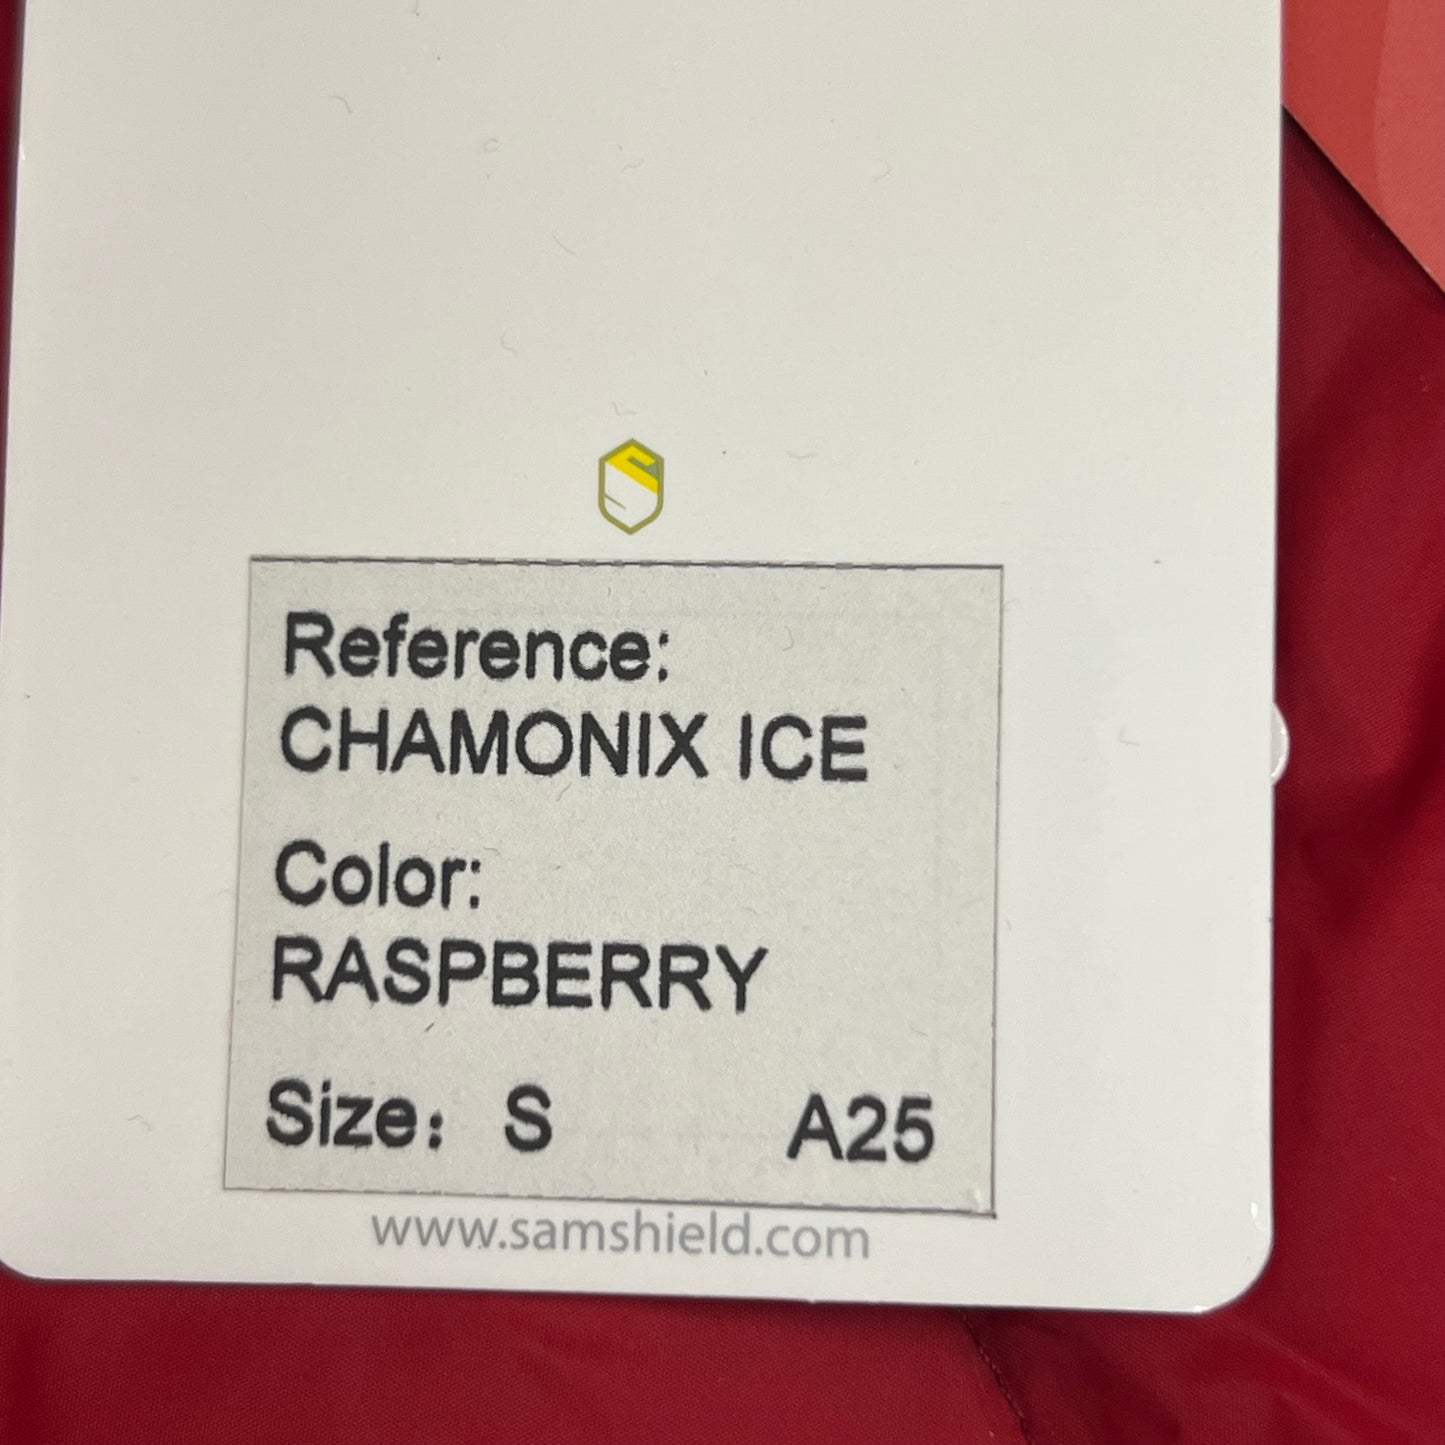 Reference:
CHAMONIX ICE
Color:
RASPBERRY
Size: S A25
www.samshield.com